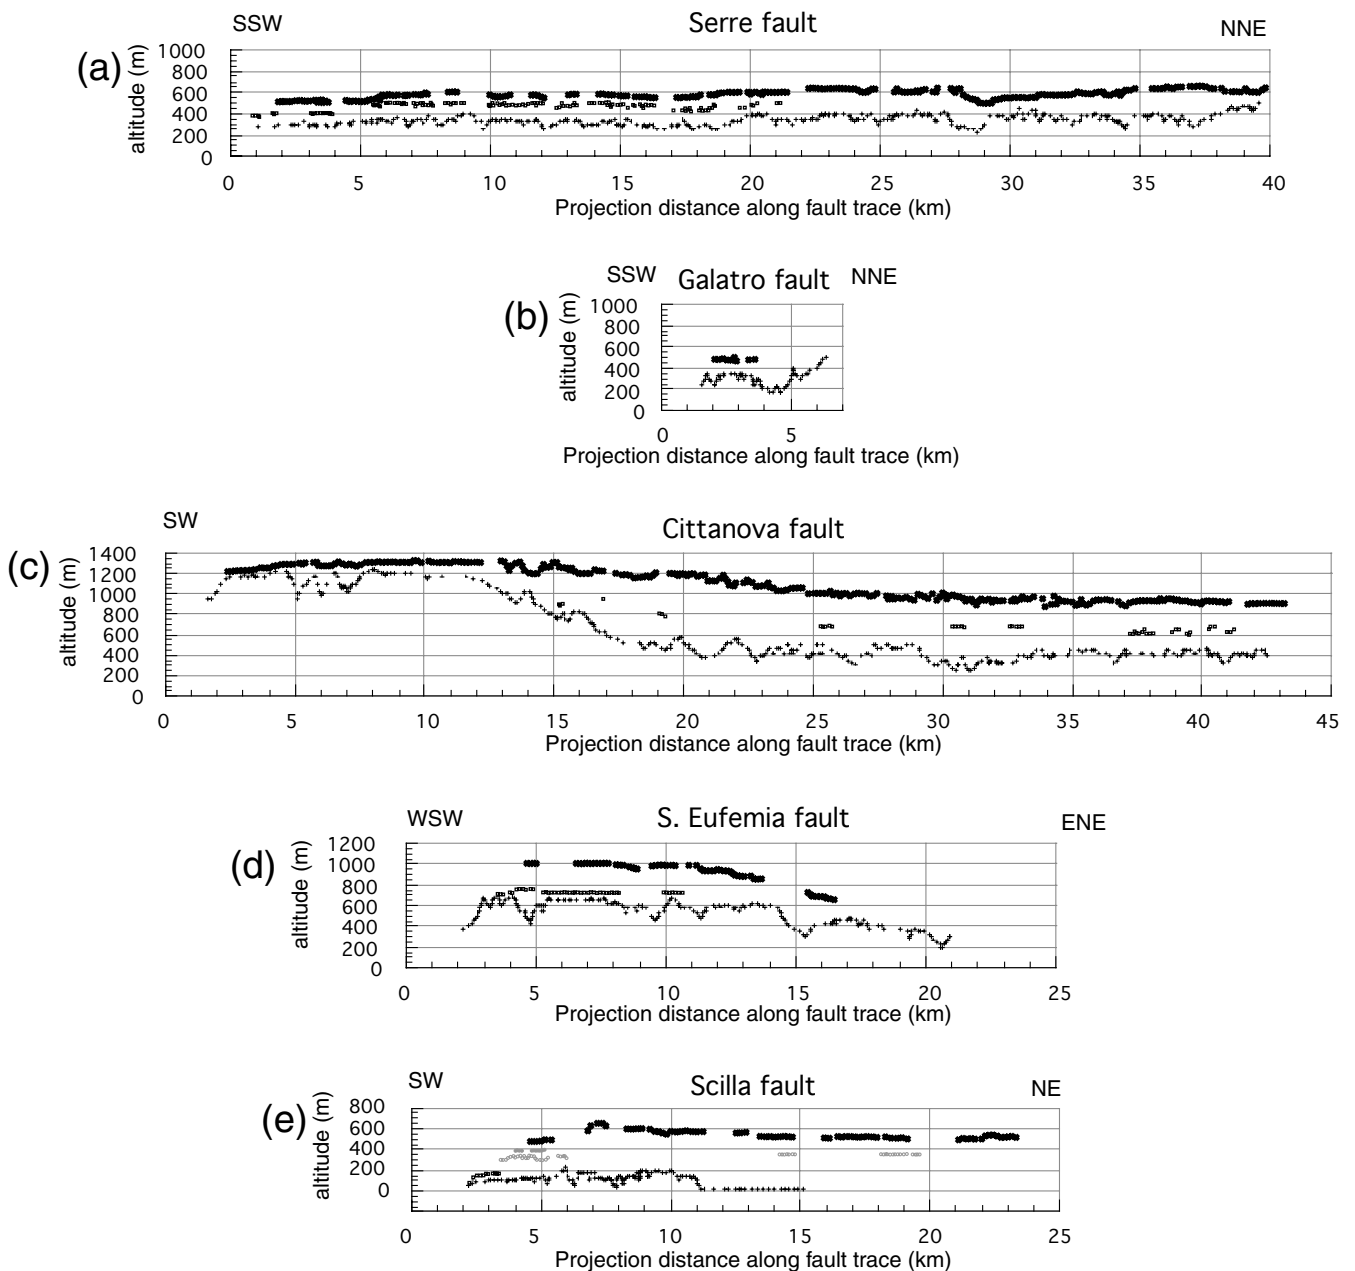 SSW Serre fault NNE
(a)
altitude (m)
1000
800
600
400
200
0
0 5 10 15 20 25 30 35 40
Projection distance along fault trace (km)
SSW Galatro fault NNE
(b)
altitude (m)
1000
800
600
400
200
0
0 5
Projection distance along fault trace (km)
SW
Cittanova fault
(c)
altitude (m)
1400
1200
1000
800
600
400
200
0
0 5 10 15 20 25 30 35 40 45
Projection distance along fault trace (km)
WSW S. Eufemia fault ENE
(d)
altitude (m)
1200
1000
800
600
400
200
0
0 5 10 15 20 25
Projection distance along fault trace (km)
SW Scilla fault NE
(e)
altitude (m)
800
600
400
200
0
0 5 10 15 20 25
Projection distance along fault trace (km)